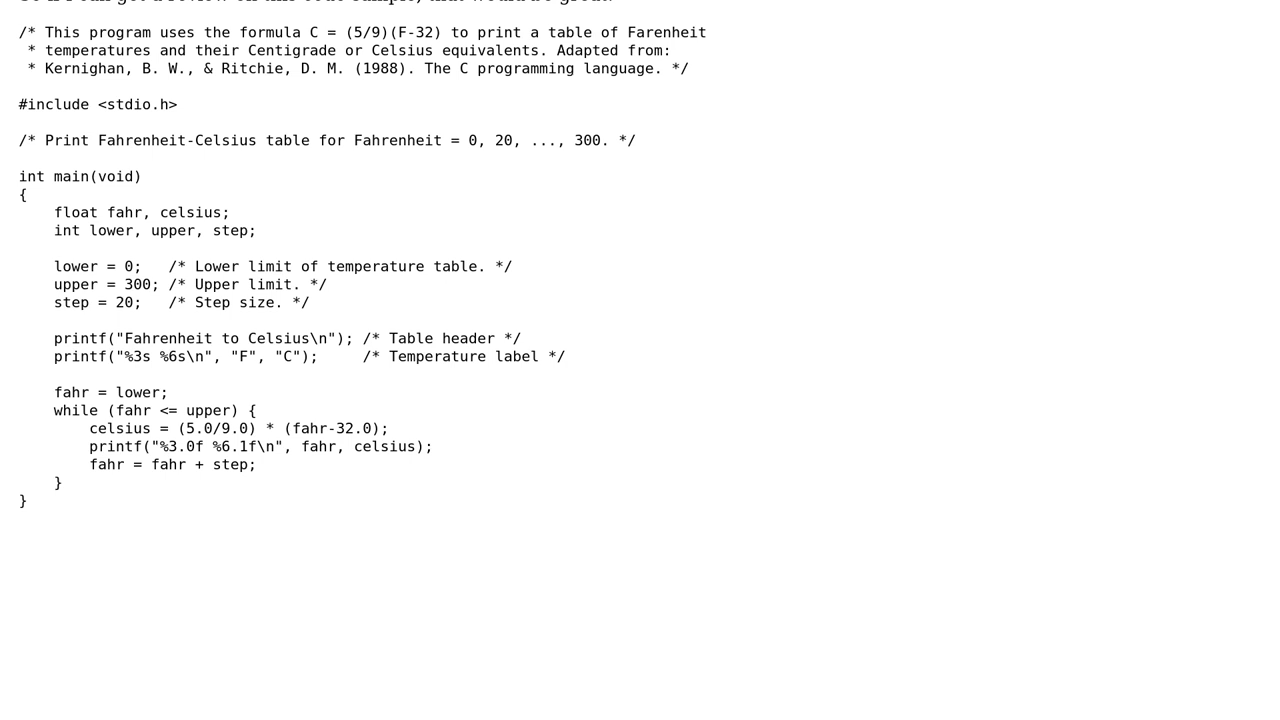 /* This program uses the formula C = (5/9)(F-32) to print a table of Farenheit
 * temperatures and their Centigrade or Celsius equivalents. Adapted from:
 * Kernighan, B. W., & Ritchie, D. M. (1988). The C programming language. */

#include <stdio.h>

/* Print Fahrenheit-Celsius table for Fahrenheit = 0, 20, ..., 300. */

int main(void)
{
    float fahr, celsius;
    int lower, upper, step;

    lower = 0;   /* Lower limit of temperature table. */
    upper = 300; /* Upper limit. */
    step = 20;   /* Step size. */

    printf("Fahrenheit to Celsius\n"); /* Table header */
    printf("%3s %6s\n", "F", "C");     /* Temperature label */

    fahr = lower;
    while (fahr <= upper) {
        celsius = (5.0/9.0) * (fahr-32.0);
        printf("%3.0f %6.1f\n", fahr, celsius);
        fahr = fahr + step;
    }
}